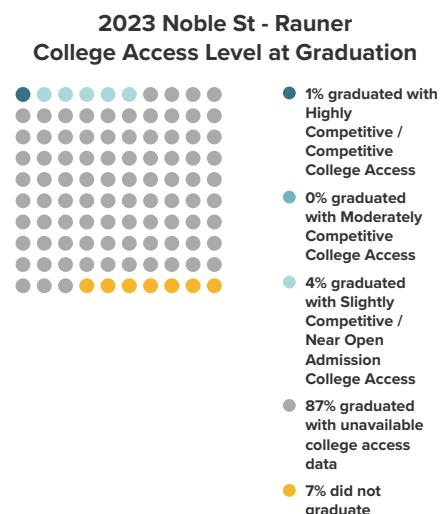 2023 Noble St - Rauner
College Access Level at Graduation
1% graduated with
Highly
Competitive /
Competitive
College Access
0% graduated
with Moderately
Competitive
College Access
4% graduated
with Slightly
Competitive /
Near Open
Admission
College Access
87% graduated
with unavailable
college access
data
7% did not
graduate